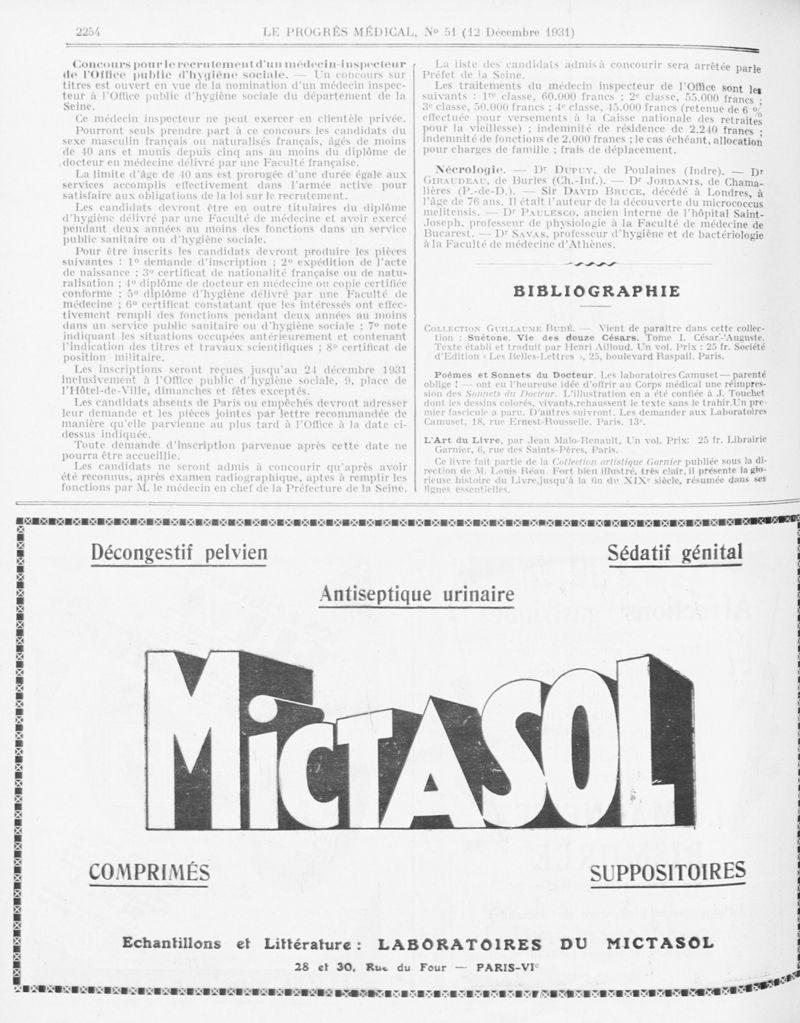 2254 LE PROGRÈS MÉDICAL, N° 51 (12 Décembre 1931)
Concours pour le recrutement d'un médecin-inspecteur
de l'Office public d'hygiène sociale. — Un concours sur
titres est ouvert en vue de la nomination d'un médecin inspec-
teur à l'Office public d'hygiène sociale du département de la
Seine.
Ce médecin inspecteur ne peut exercer en clientèle privée.
Pourront seuls prendre part à ce concours les candidats du
sexe masculin français ou naturalisés français, âgés de moins
de 40 ans et munis depuis cinq ans au moins du diplôme de
docteur en médecine délivré par une Faculté française.
La limite d'âge de 40 ans est prorogée d'une durée égale aux
services accomplis effectivement dans l'armée active pour
satisfaire aux obligations de la loi sur le recrutement.
Les candidats devront être en outre titulaires du diplôme
d'hygiène délivré par une Faculté de médecine et avoir exercé
pendant deux années au moins des fonctions dans un service
public sanitaire ou d'hygiène sociale.
Pour être inscrits les candidats devront produire les pièces
suivantes : 1° demande d'inscription ; 2° expédition de l'acte
de naissance ; 3° certificat de nationalité française ou de natu-
ralisation ; 4° diplôme de docteur en médecine ou copie certifiée
conforme ; 5° diplôme d'hygiène délivré par une Faculté de
médecine ; 6° certificat constatant que les intéressés ont effec-
tivement rempli des fonctions pendant deux années au moins
dans un service public sanitaire ou d'hygiène sociale ; 7° note
indiquant les situations occupées antérieurement et contenant
l'indication des titres et travaux scientifiques ; 8° certificat de
position militaire.
Les inscriptions seront reçues jusqu'au 24 décembre 1931
inclusivement à l'Office public d'hygiène sociale, 9, place de
l'Hôtel-de-Ville, dimanches et fêtes exceptés.
Les candidats absents de Paris ou empêchés devront adresser
leur demande et les pièces jointes par lettre recommandée de
manière qu'elle parvienne au plus tard à l'Office à la date ci-
dessus indiquée.
Toute demande d'inscription parvenue après cette date ne
pourra être accueillie.
Les candidats ne seront admis à concourir qu'après avoir
été reconnus, après examen radiographique, aptes à remplir les
fonctions par M. le médecin en chef de la Préfecture de la Seine.
La liste des candidats admis à concourir sera arrêtée par le
Préfet de la Seine.
Les traitements du médecin inspecteur de l'Office sont les
suivants : 1re classe, 60.000 francs ; 2e classe, 55.000 francs ;
3e classe, 50.000 francs ; 4e classe, 45.000 francs (retenue de 6 %
effectuée pour versements à la Caisse nationale des retraites
pour la vieillesse) ; indemnité de résidence de 2.240 francs ;
indemnité de fonctions de 2.000 francs ; le cas échéant, allocation
pour charges de famille ; frais de déplacement.
Nécrologie. — Dr DUPUY, de Poulaines (Indre). — Dr
GIRAUDEAU, de Burles (Ch.-Inf.). — Dr JORDANIS, de Chama-
lières (P.-de-D.). — Sir DAVID BRUCE, décédé à Londres, à
l'âge de 76 ans. Il était l'auteur de la découverte du micrococcus
melitensis. — Dr PAULESCO, ancien interne de l'hôpital Saint-
Joseph, professeur de physiologie à la Faculté de médecine de
Bucarest. — Dr SAVAS, professeur d'hygiène et de bactériologie
à la Faculté de médecine d'Athènes.
BIBLIOGRAPHIE
COLLECTION GUILLAUME BUDÉ. — Vient de paraître dans cette collec-
tion : Suétone. Vie des douze Césars. Tome I. César-Auguste.
Texte établi et traduit par Henri Ailloud. Un vol. Prix : 25 fr. Société
d'Edition « Les Belles-Lettres », 25, boulevard Raspail. Paris.
Poèmes et Sonnets du Docteur. Les laboratoires Camuset — parenté
oblige ! — ont eu l'heureuse idée d'offrir au Corps médical une réimpres-
sion des Sonnets du Docteur. L'illustration en a été confiée à J. Touchet
dont les dessins colorés, vivants, rehaussent le texte sans le trahir. Un pre-
mier fascicule a paru. D'autres suivront. Les demander aux Laboratoires
Camuset, 18, rue Ernest-Rousselle. Paris. 13e.
L'Art du Livre, par Jean Malo-Renault, Un vol. Prix: 25 fr. Librairie
Garnier, 6, rue des Saints-Pères, Paris.
Ce livre fait partie de la Collection artistique Garnier publiée sous la di-
rection de M. Louis Réau. Fort bien illustré, très clair, il présente la glo-
rieuse histoire du Livre, jusqu'à la fin du XIXe siècle, résumée dans ses
lignes essentielles.
Décongestif pelvien
Sédatif génital
Antiseptique urinaire
MICTASOL
COMPRIMÉS
SUPPOSITOIRES
Echantillons et Littérature : LABORATOIRES DU MICTASOL
28 et 30, Rue du Four — PARIS-VIe